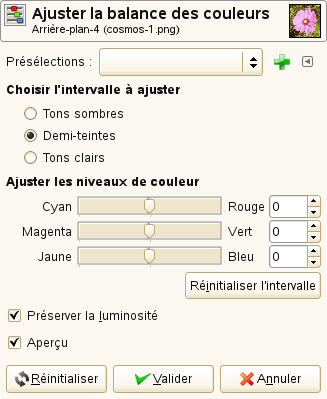 Ajuster la balance des couleurs
Arrière-plan-4 (cosmos-1.png)
Présélections :
Choisir l'intervalle à ajuster
Tons sombres
Demi-teintes
Tons clairs
Ajuster les niveaux de couleur
Cyan Rouge 0
Magenta Vert 0
Jaune Bleu 0
Réinitialiser l'intervalle
Préserver la luminosité
Aperçu
Réinitialiser Valider Annuler